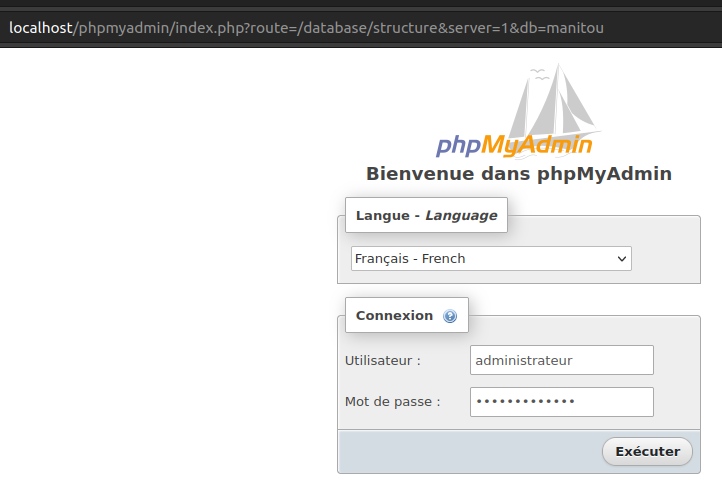 localhost/phpmyadmin/index.php?route=/database/structure&server=1&db=manitou
phpMyAdmin
Bienvenue dans phpMyAdmin
Langue - Language
Français - French
Connexion
Utilisateur : administrateur
Mot de passe : •••••••••••••
Exécuter